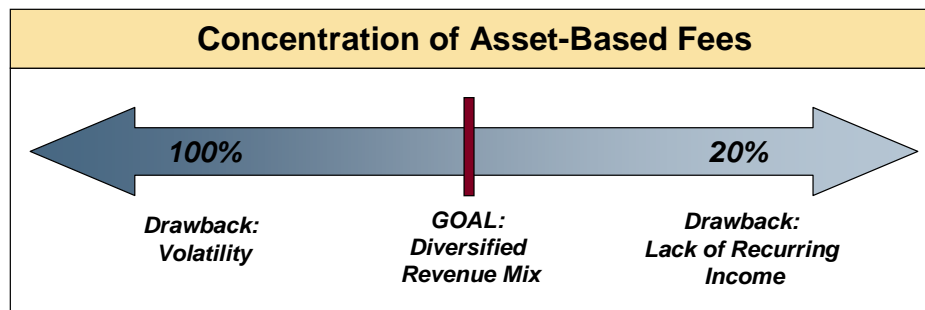 Concentration of Asset-Based Fees
100%
20%
Drawback:
Volatility
GOAL:
Diversified
Revenue Mix
Drawback:
Lack of Recurring
Income